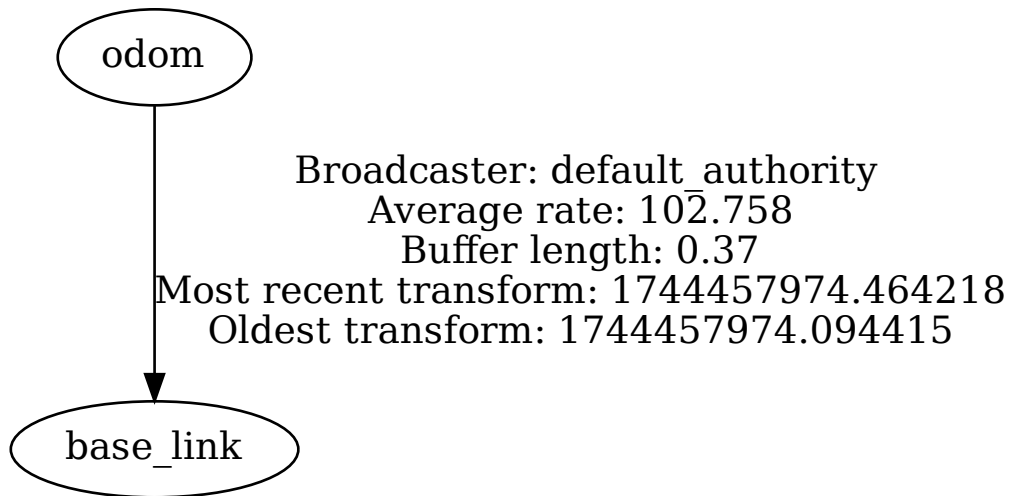 odom
Broadcaster: default_authority
Average rate: 102.758
Buffer length: 0.37
Most recent transform: 1744457974.464218
Oldest transform: 1744457974.094415
base_link